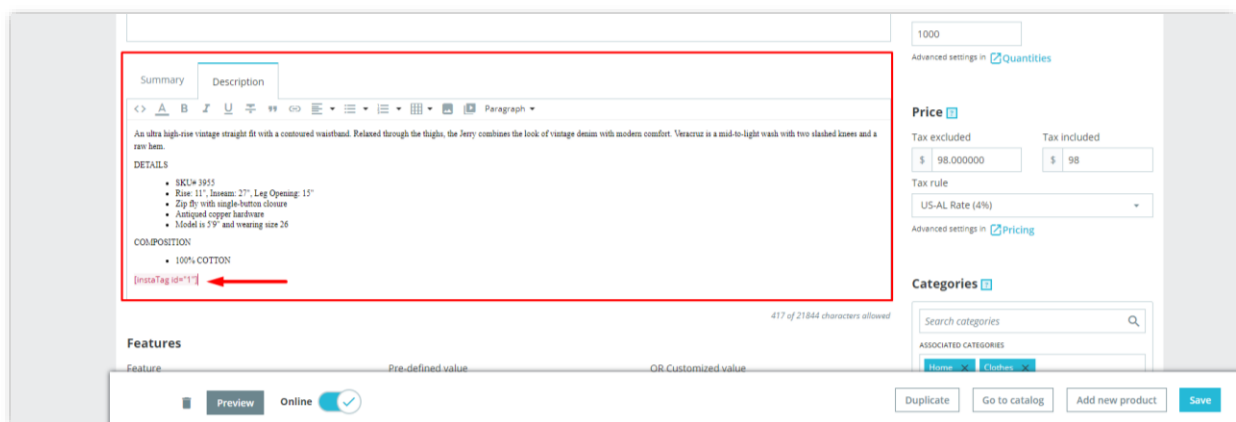 1000
Advanced settings in Quantities
Summary Description
<> A B I U T ❞ Paragraph
An ultra high-rise vintage straight fit with a contoured waistband. Relaxed through the thighs, the Jerry combines the look of vintage denim with modern comfort. Veracruz is a mid-to-light wash with two slashed knees and a
raw hem.
DETAILS
• SKU# 3955
• Rise: 11", Inseam: 27", Leg Opening: 15"
• Zip fly with single-button closure
• Antiqued copper hardware
• Model is 5'9" and wearing size 26
COMPOSITION
• 100% COTTON
[instaTag id="1"]
417 of 21844 characters allowed
Price ?
Tax excluded Tax included
$ 98.000000 $ 98
Tax rule
US-AL Rate (4%)
Advanced settings in Pricing
Categories ?
Search categories
ASSOCIATED CATEGORIES
Home × Clothes ×
Features
Feature Pre-defined value OR Customized value
Preview Online Duplicate Go to catalog Add new product Save